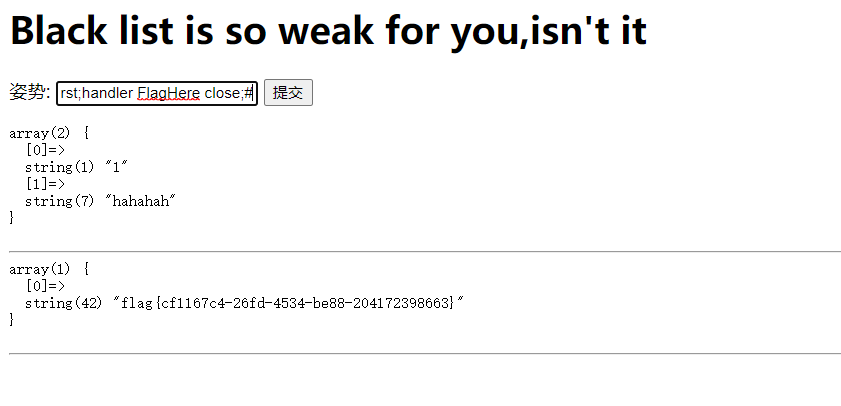 Black list is so weak for you,isn't it
姿势: rst;handler FlagHere close;# 提交
array(2) {
  [0]=>
  string(1) "1"
  [1]=>
  string(7) "hahahah"
}
array(1) {
  [0]=>
  string(42) "flag{cf1167c4-26fd-4534-be88-204172398663}"
}